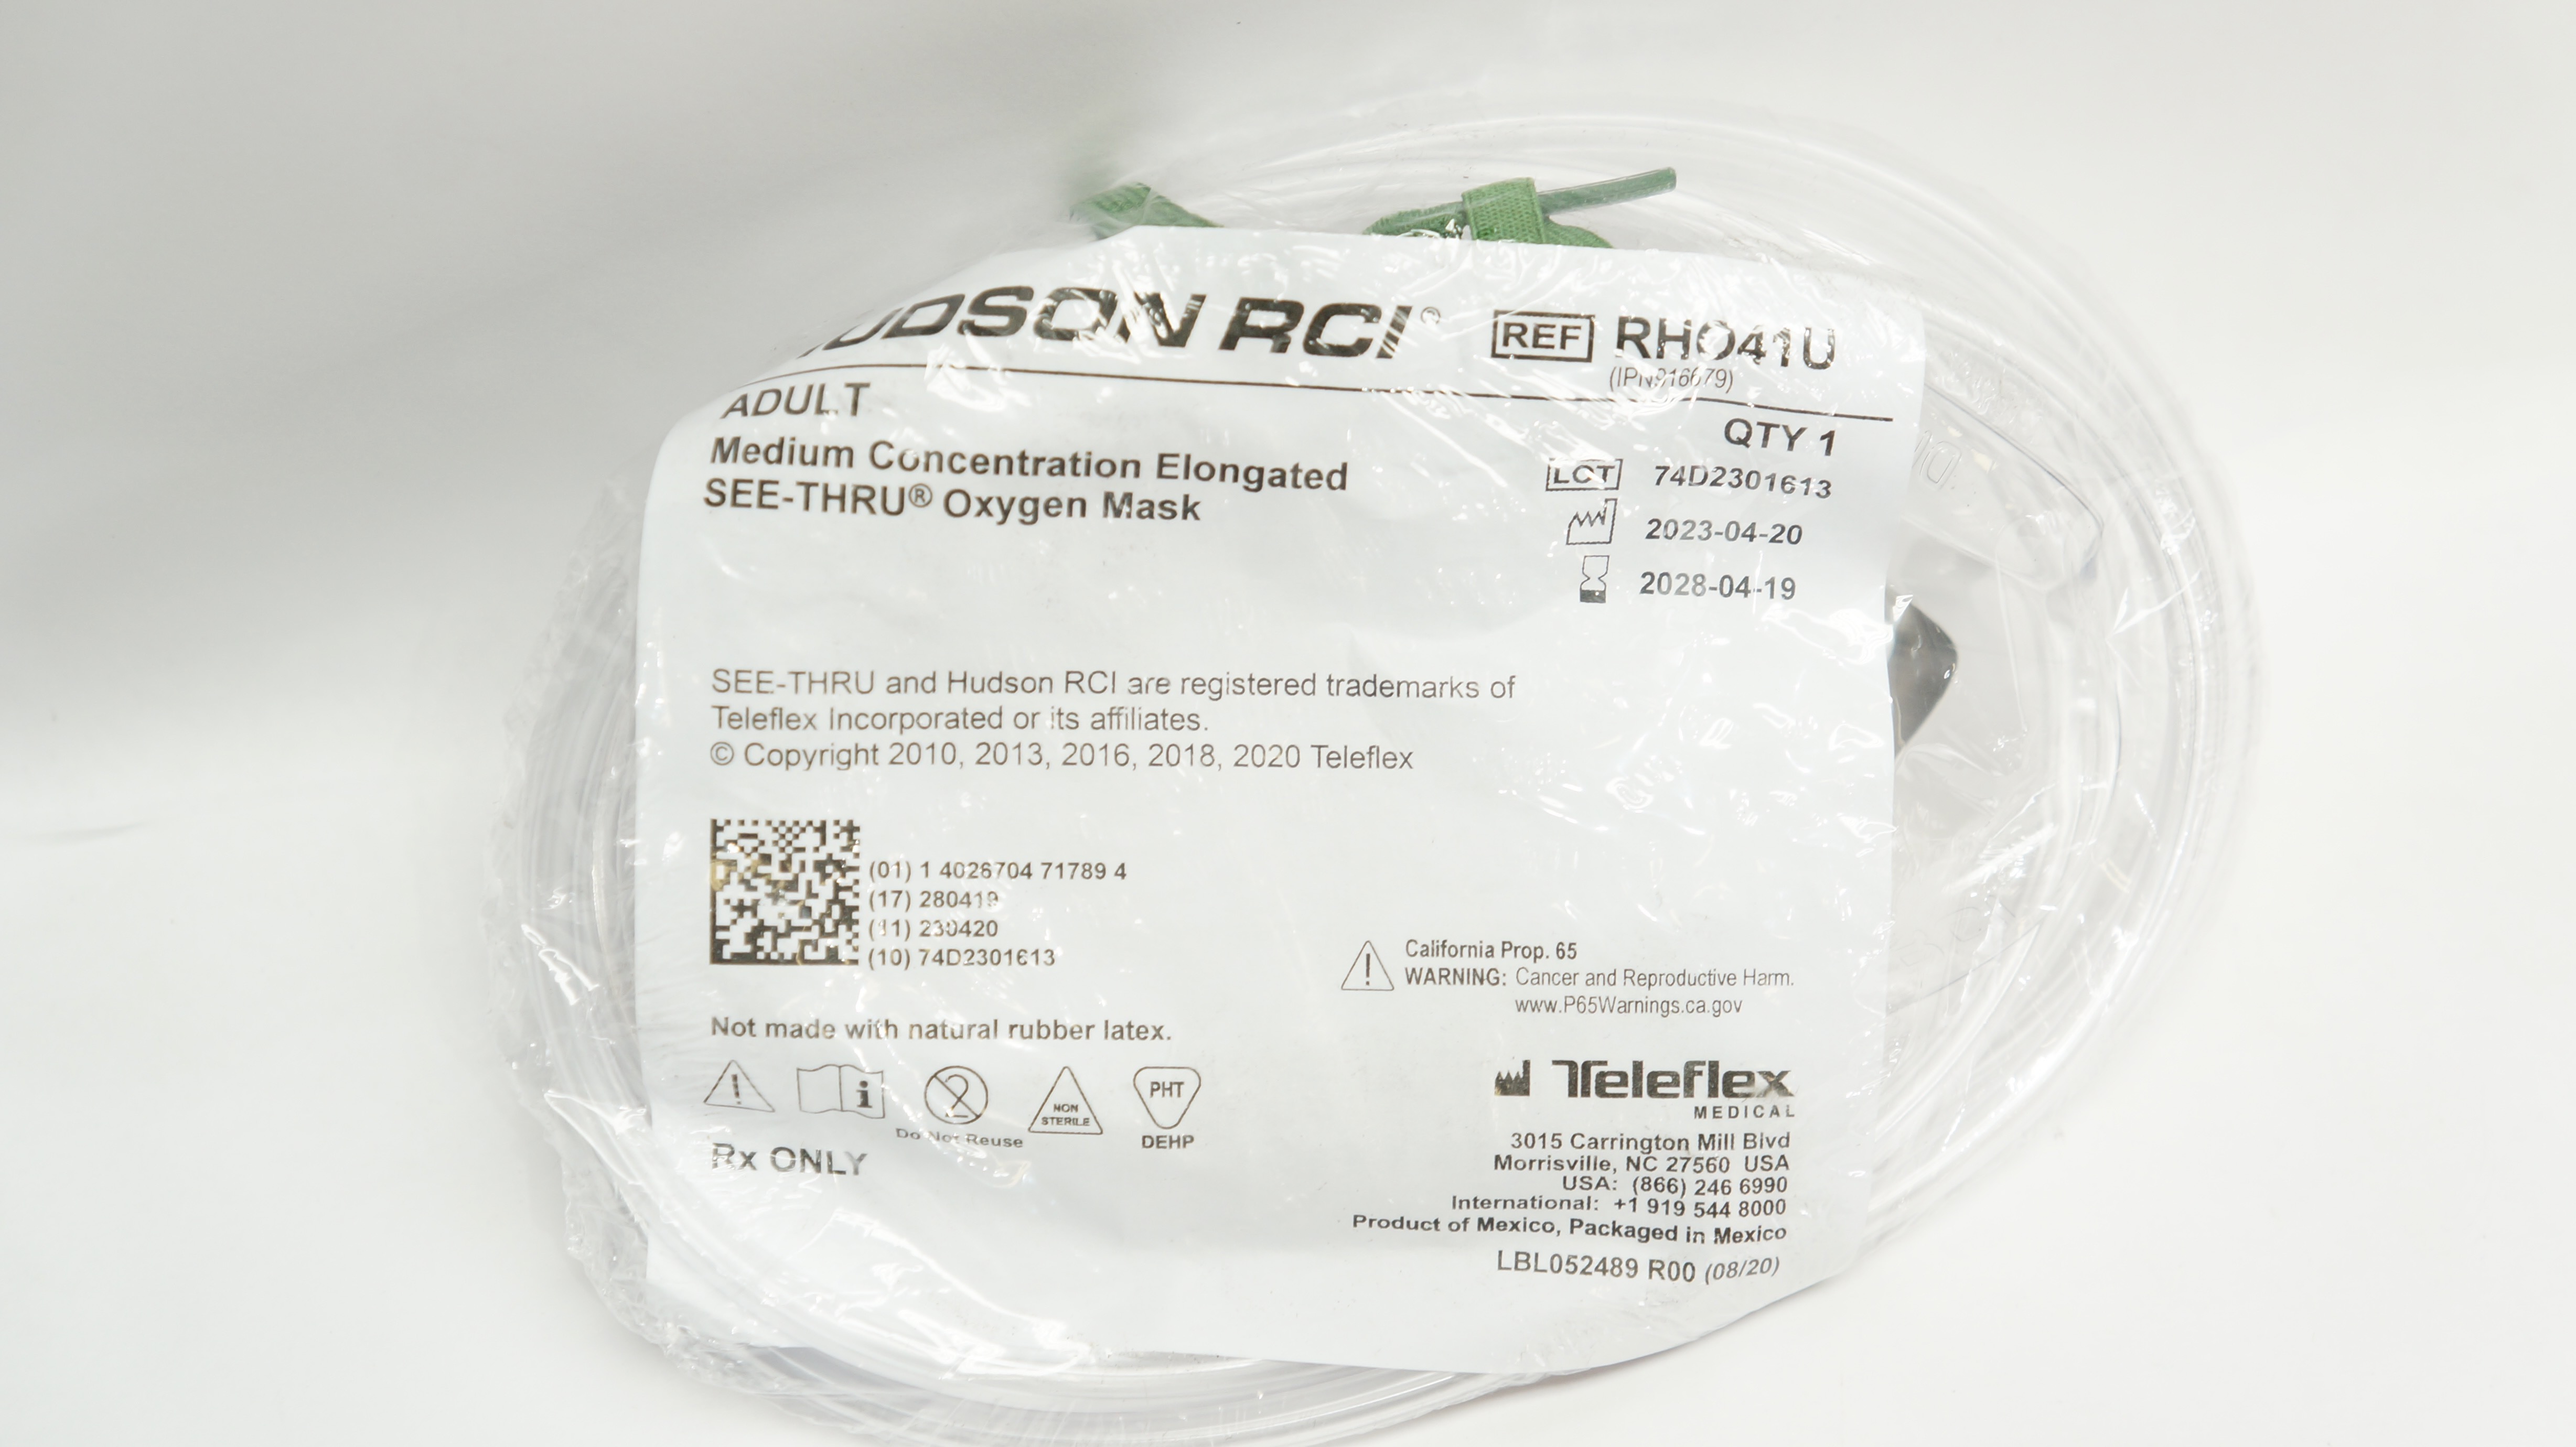 HUDSON RCI®
REF RHO41U
(IPN916679)
ADULT
QTY 1
Medium Concentration Elongated
SEE-THRU® Oxygen Mask
LOT 74D2301613
2023-04-20
2028-04-19
SEE-THRU and Hudson RCI are registered trademarks of
Teleflex Incorporated or its affiliates.
© Copyright 2010, 2013, 2016, 2018, 2020 Teleflex
(01) 1 4026704 71789 4
(17) 280419
(11) 230420
(10) 74D2301613
California Prop. 65
WARNING: Cancer and Reproductive Harm.
www.P65Warnings.ca.gov
Not made with natural rubber latex.
NON
STERILE
PHT
Do Not Reuse
DEHP
Rx ONLY
Teleflex
MEDICAL
3015 Carrington Mill Blvd
Morrisville, NC 27560 USA
USA: (866) 246 6990
International: +1 919 544 8000
Product of Mexico, Packaged in Mexico
LBL052489 R00 (08/20)